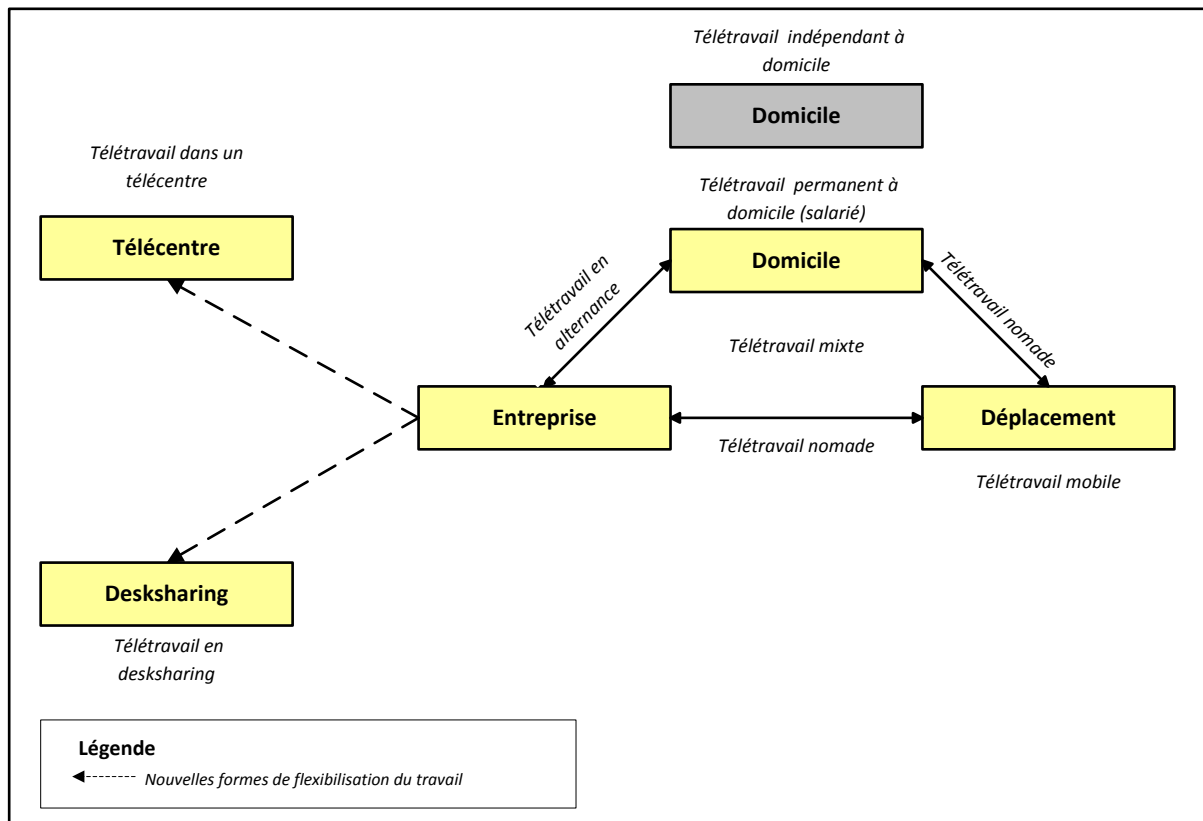 Télétravail indépendant à
domicile
Domicile
Télétravail dans un
télécentre
Télétravail permanent à
domicile (salarié)
Télécentre
Domicile
Télétravail en
alternance
Télétravail nomade
Télétravail mixte
Entreprise
Déplacement
Télétravail nomade
Télétravail mobile
Desksharing
Télétravail en
desksharing
Légende
Nouvelles formes de flexibilisation du travail